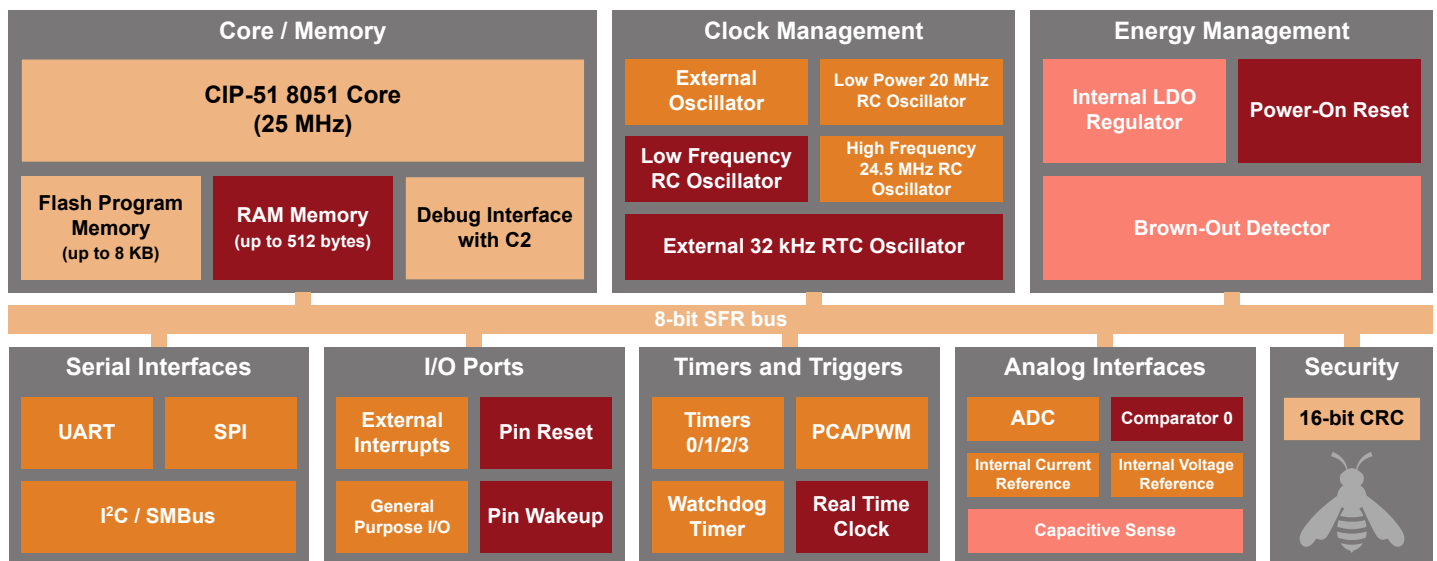 Core / Memory
CIP-51 8051 Core
(25 MHz)
Flash Program
Memory
(up to 8 KB)
RAM Memory
(up to 512 bytes)
Debug Interface
with C2
Clock Management
External
Oscillator
Low Power 20 MHz
RC Oscillator
Low Frequency
RC Oscillator
High Frequency
24.5 MHz RC
Oscillator
External 32 kHz RTC Oscillator
Energy Management
Internal LDO
Regulator
Power-On Reset
Brown-Out Detector
8-bit SFR bus
Serial Interfaces
UART
SPI
I²C / SMBus
I/O Ports
External
Interrupts
Pin Reset
General
Purpose I/O
Pin Wakeup
Timers and Triggers
Timers
0/1/2/3
PCA/PWM
Watchdog
Timer
Real Time
Clock
Analog Interfaces
ADC
Comparator 0
Internal Current
Reference
Internal Voltage
Reference
Capacitive Sense
Security
16-bit CRC